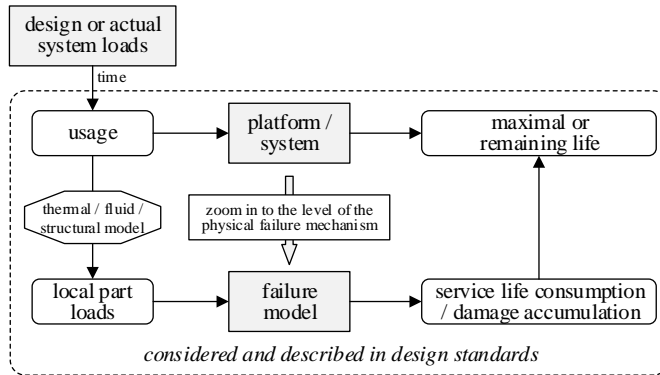 design or actual
system loads
time
usage
platform /
system
maximal or
remaining life
thermal / fluid /
structural model
zoom in to the level of the
physical failure mechanism
local part
loads
failure
model
service life consumption
/ damage accumulation
considered and described in design standards